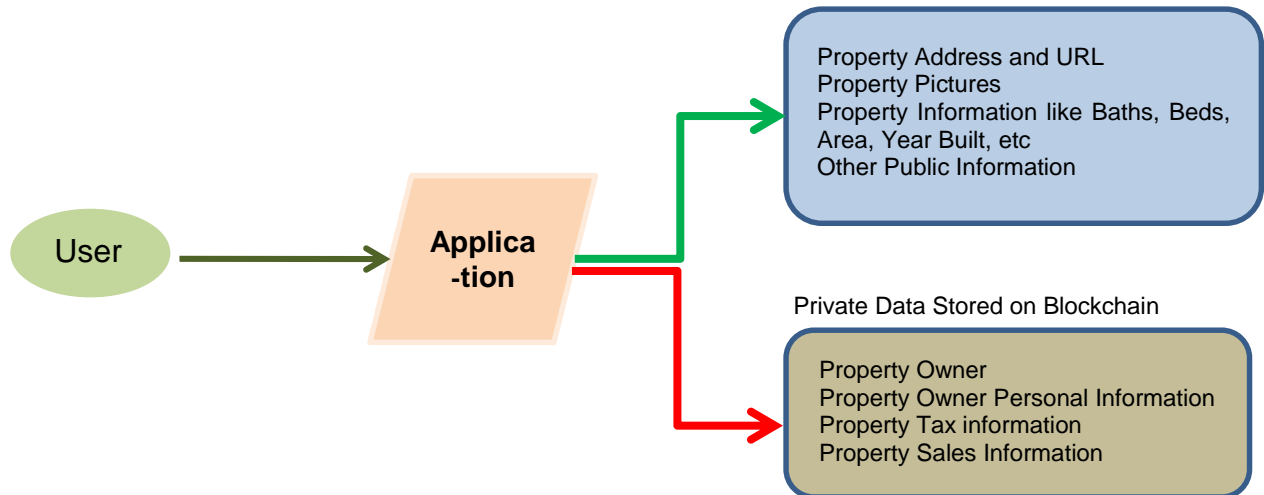 User
Applica
-tion
Property Address and URL
Property Pictures
Property Information like Baths, Beds,
Area, Year Built, etc
Other Public Information
Private Data Stored on Blockchain
Property Owner
Property Owner Personal Information
Property Tax information
Property Sales Information